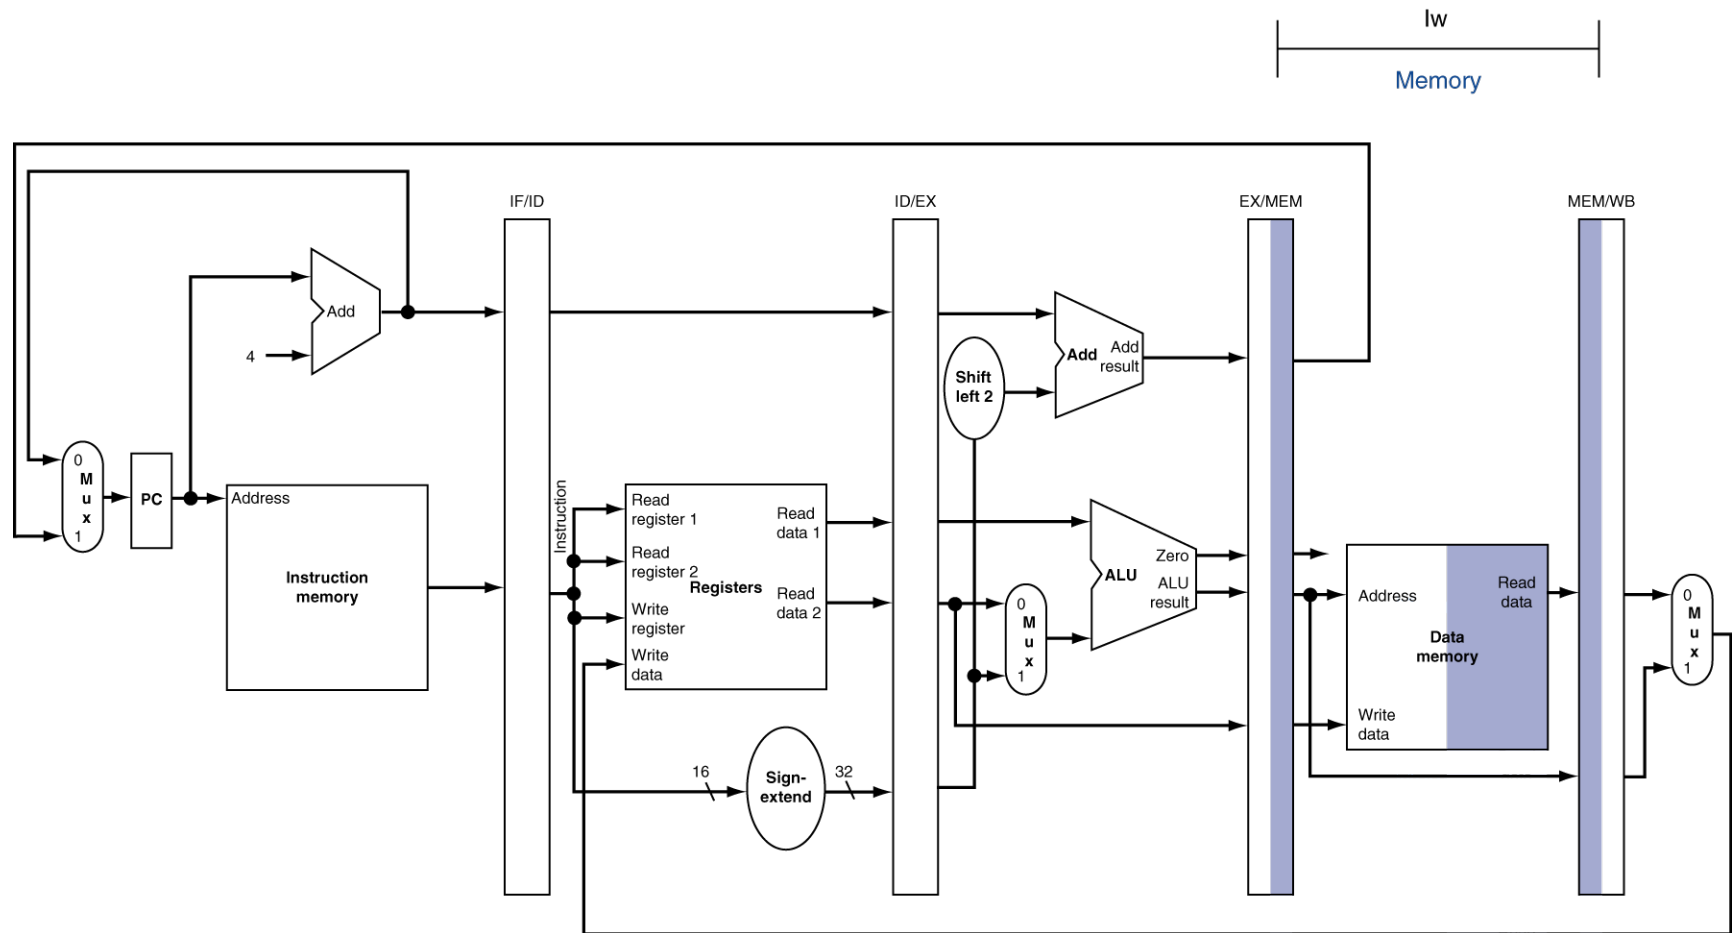 lw
Memory
IF/ID
ID/EX
EX/MEM
MEM/WB
Add
4
Add
Add
result
Shift
left 2
0
M
u
x
1
PC
Address
Instruction
memory
Instruction
Read
register 1
Read
register 2
Write
register
Write
data
Registers
Read
data 1
Read
data 2
16
Sign-
extend
32
0
M
u
x
1
ALU
Zero
ALU
result
Address
Read
data
Data
memory
Write
data
0
M
u
x
1